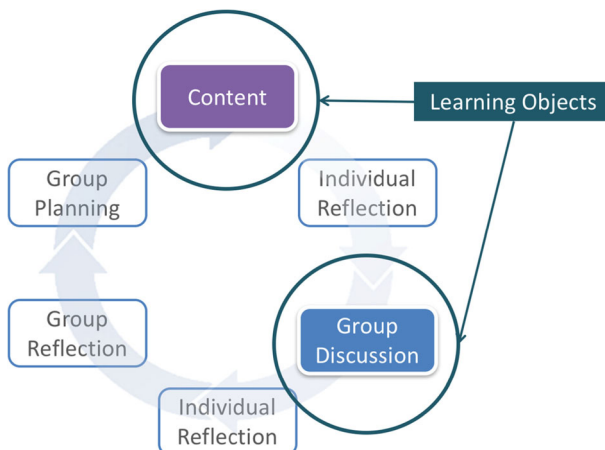 Content
Learning Objects
Group
Planning
Individual
Reflection
Group
Reflection
Group
Discussion
Individual
Reflection